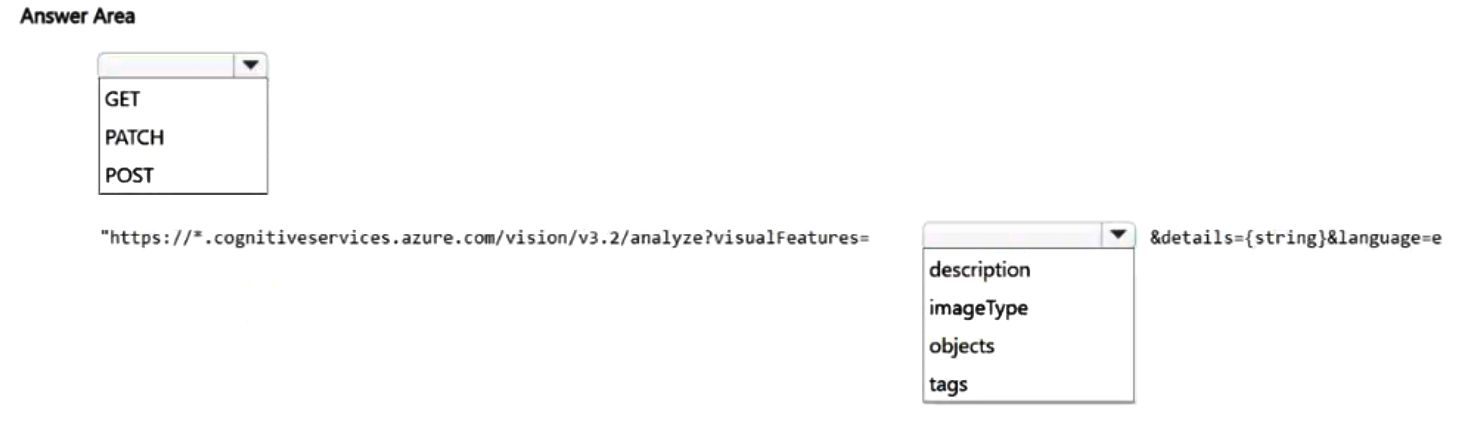 Answer Area
GET
PATCH
POST
"https://*.cognitiveservices.azure.com/vision/v3.2/analyze?visualFeatures= &details={string}&language=e
description
imageType
objects
tags